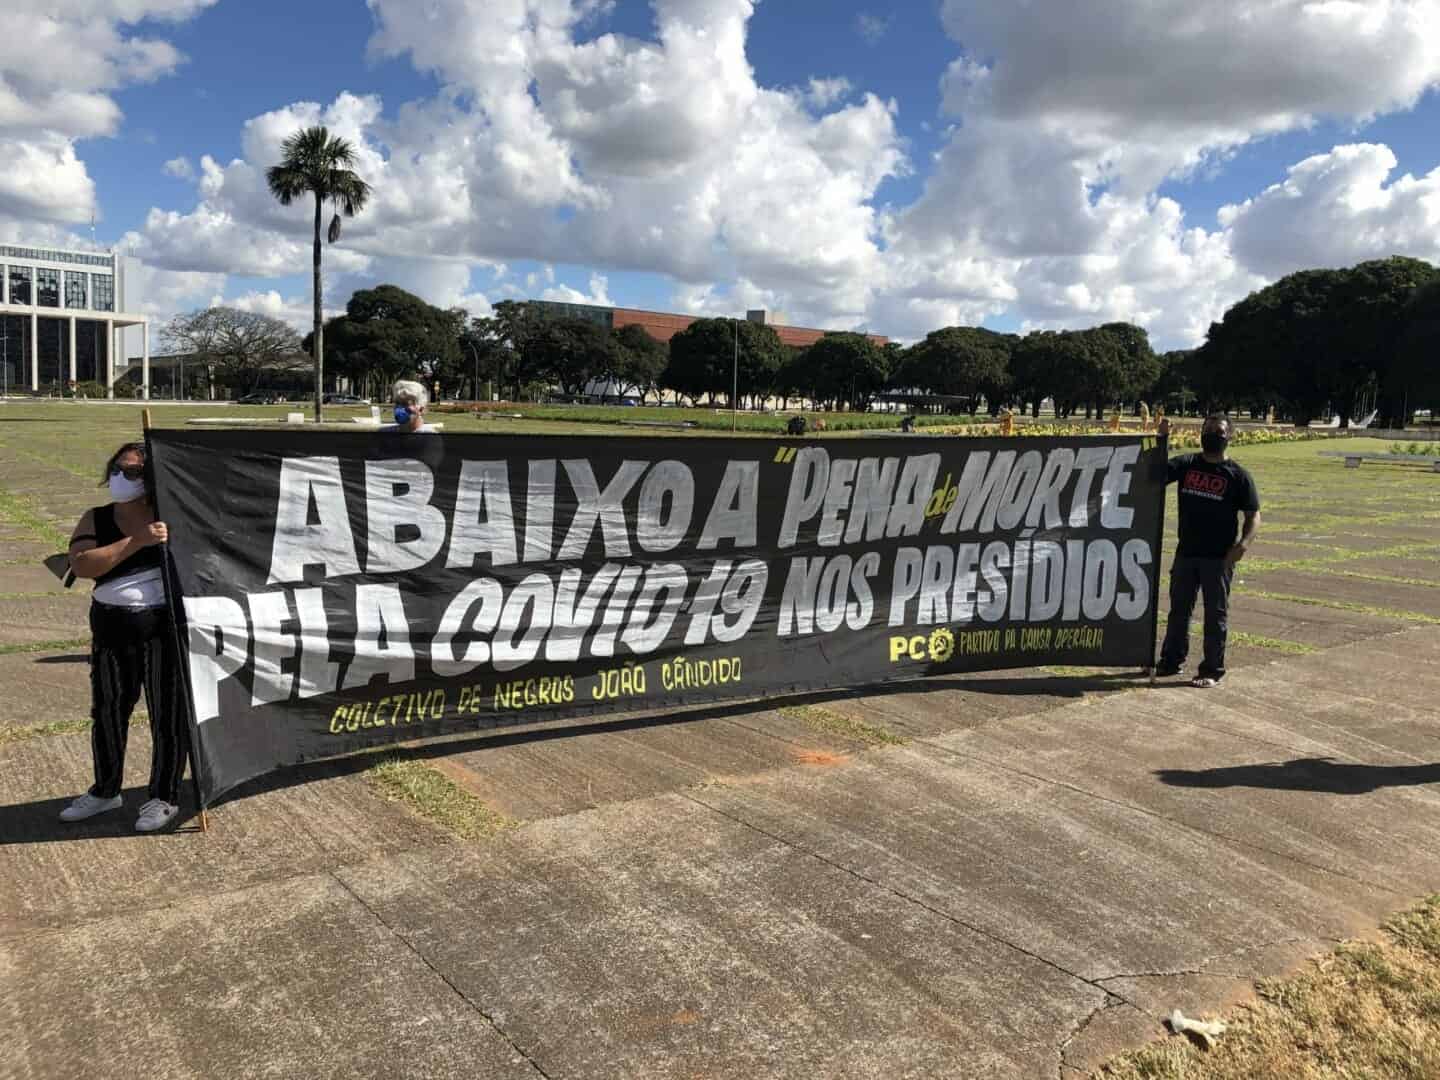 ABAIXO A "PENA de MORTE"
PELA COVID-19 NOS PRESÍDIOS
COLETIVO DE NEGROS JOÃO CÂNDIDO
PCO PARTIDO DA CAUSA OPERÁRIA
NÃO